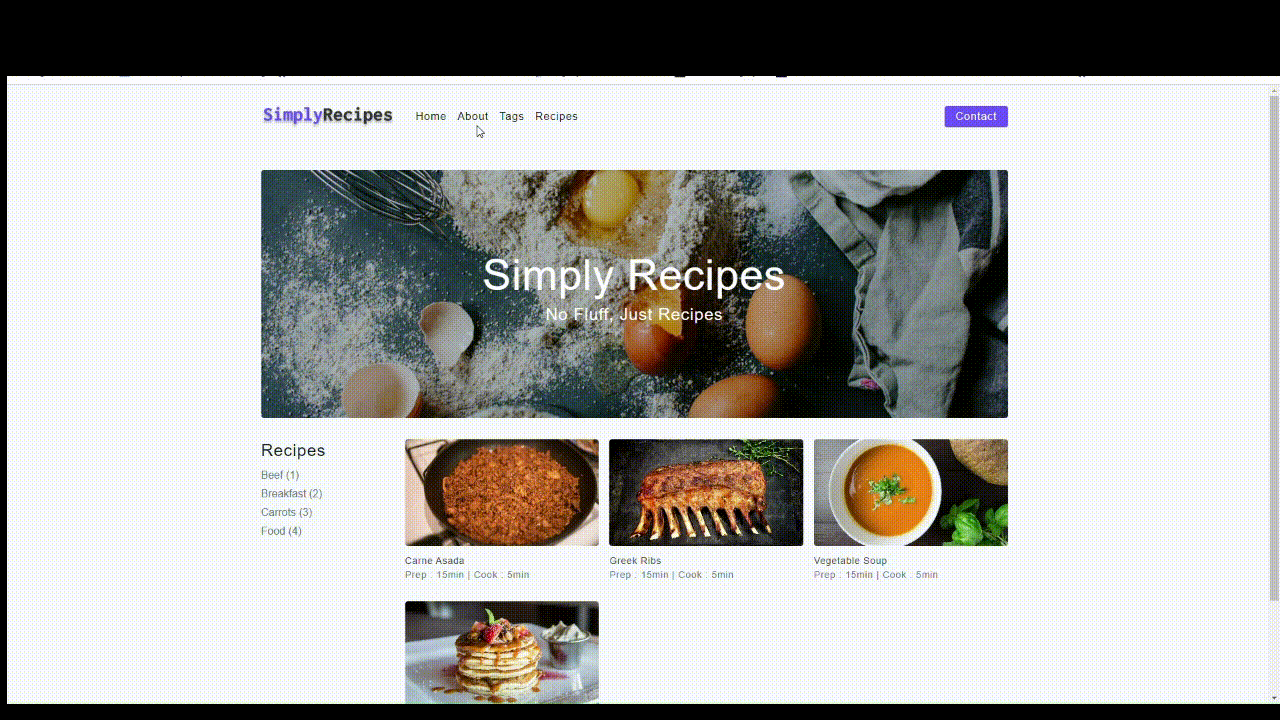 SimplyRecipes Home About Tags Recipes Contact
Simply Recipes
No Fluff, Just Recipes
Recipes
Beef (1)
Breakfast (2)
Carrots (3)
Food (4)
Carne Asada
Prep : 15min | Cook : 5min
Greek Ribs
Prep : 15min | Cook : 5min
Vegetable Soup
Prep : 15min | Cook : 5min